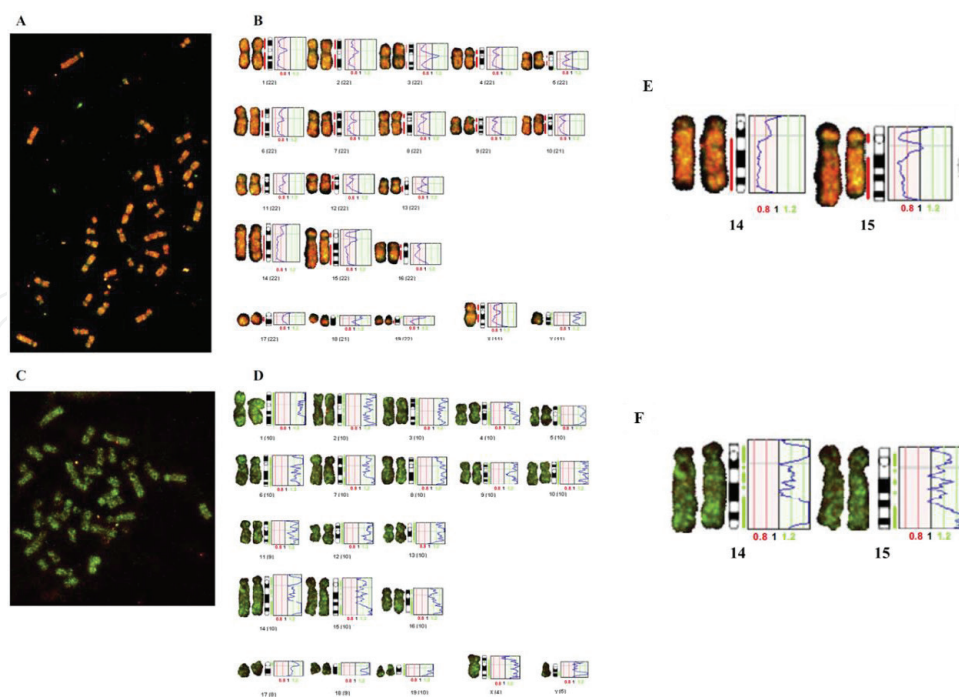 A
B
1 (22) 2 (22) 3 (22) 4 (22) 5 (22)
6 (22) 7 (22) 8 (22) 9 (22) 10 (21)
11 (22) 12 (22) 13 (22)
14 (22) 15 (22) 16 (22)
17 (22) 18 (21) 19 (22) X (11) Y (11)
E
0.8 1 1.2 0.8 1 1.2
14 15
C
D
1 (10) 2 (10) 3 (10) 4 (10) 5 (10)
6 (10) 7 (10) 8 (10) 9 (10) 10 (10)
11 (9) 12 (10) 13 (10)
14 (10) 15 (10) 16 (10)
17 (9) 18 (9) 19 (10) X (4)
F
0.8 1 1.2 0.8 1 1.2
14 15